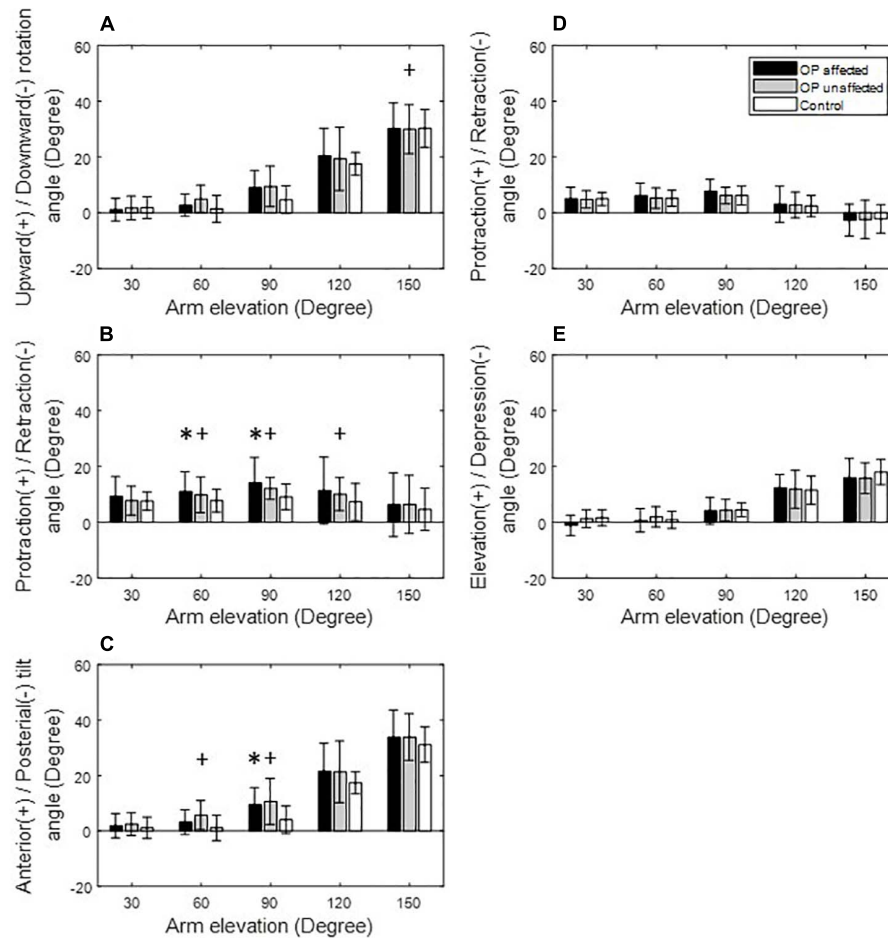 A
Upward(+) / Downward(-) rotation
angle (Degree)
60
40
20
0
-20
30 60 90 120 150
Arm elevation (Degree)
+
B
Protraction(+) / Retraction(-)
angle (Degree)
60
40
20
0
-20
* + * + +
30 60 90 120 150
Arm elevation (Degree)
C
Anterior(+) / Posterial(-) tilt
angle (Degree)
60
40
20
0
-20
+ * +
30 60 90 120 150
Arm elevation (Degree)
D
Protraction(+) / Retraction(-)
angle (Degree)
60
40
20
0
-20
OP affected
OP unaffected
Control
30 60 90 120 150
Arm elevation (Degree)
E
Elevation(+) / Depression(-)
angle (Degree)
60
40
20
0
-20
30 60 90 120 150
Arm elevation (Degree)